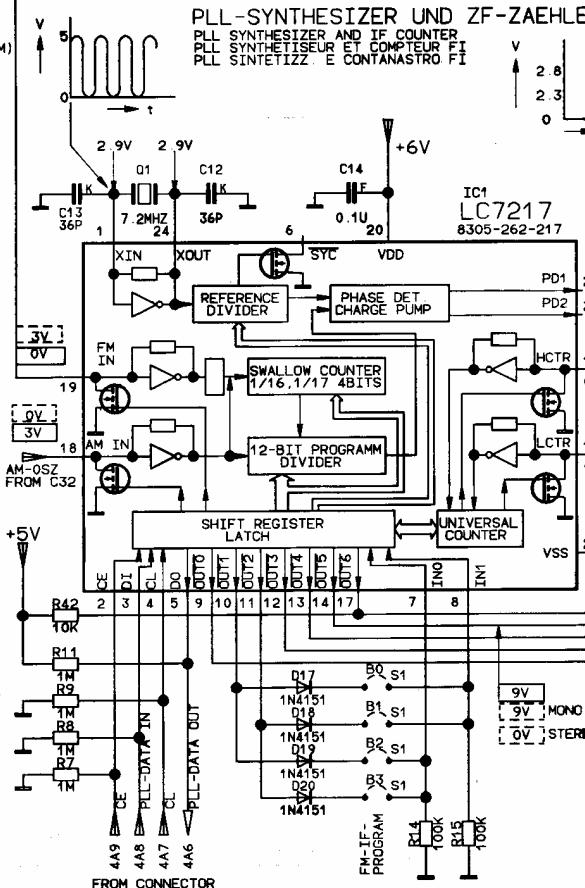 PLL-SYNTHESIZER UND ZF-ZAEHLE
PLL SYNTHESIZER AND IF COUNTER
PLL SYNTHETISEUR ET COMPTEUR FI
PLL SINTETIZZ. E CONTANASTRO FI
M)
V
5
0
t
V
2.8
2.3
0
2.9V
2.9V
+6V
Q1
C12
K
K
C13
36P
7.2MHZ
36P
C14
F
0.1U
IC1
LC7217
8305-262-217
1
24
6
20
XIN
XOUT
SYC
VDD
REFERENCE
DIVIDER
PHASE DET.
CHARGE PUMP
PD1
PD2
3V
0V
FM
IN
19
SWALLOW COUNTER
1/16,1/17 4BITS
HCTR
0V
3V
18
AM IN
AM-OSZ
FROM C32
12-BIT PROGRAMM
DIVIDER
LCTR
SHIFT REGISTER
LATCH
UNIVERSAL
COUNTER
VSS
+5V
CE
DI
CL
DO
OUT0
OUT1
OUT2
OUT3
OUT4
OUT5
OUT6
IN0
IN1
2
3
4
5
9
10
11
12
13
14
17
7
8
R42
10K
R11
1M
R9
1M
R8
1M
R7
1M
D17
1N4151
B0
S1
D18
1N4151
B1
S1
D19
1N4151
B2
S1
D20
1N4151
B3
S1
9V
9V MONO
0V STERE
CE
PLL-DATA IN
CL
PLL-DATA OUT
FM-IF-
PROGRAM
R14
100K
R15
100K
4A9
4A8
4A7
4A6
FROM CONNECTOR